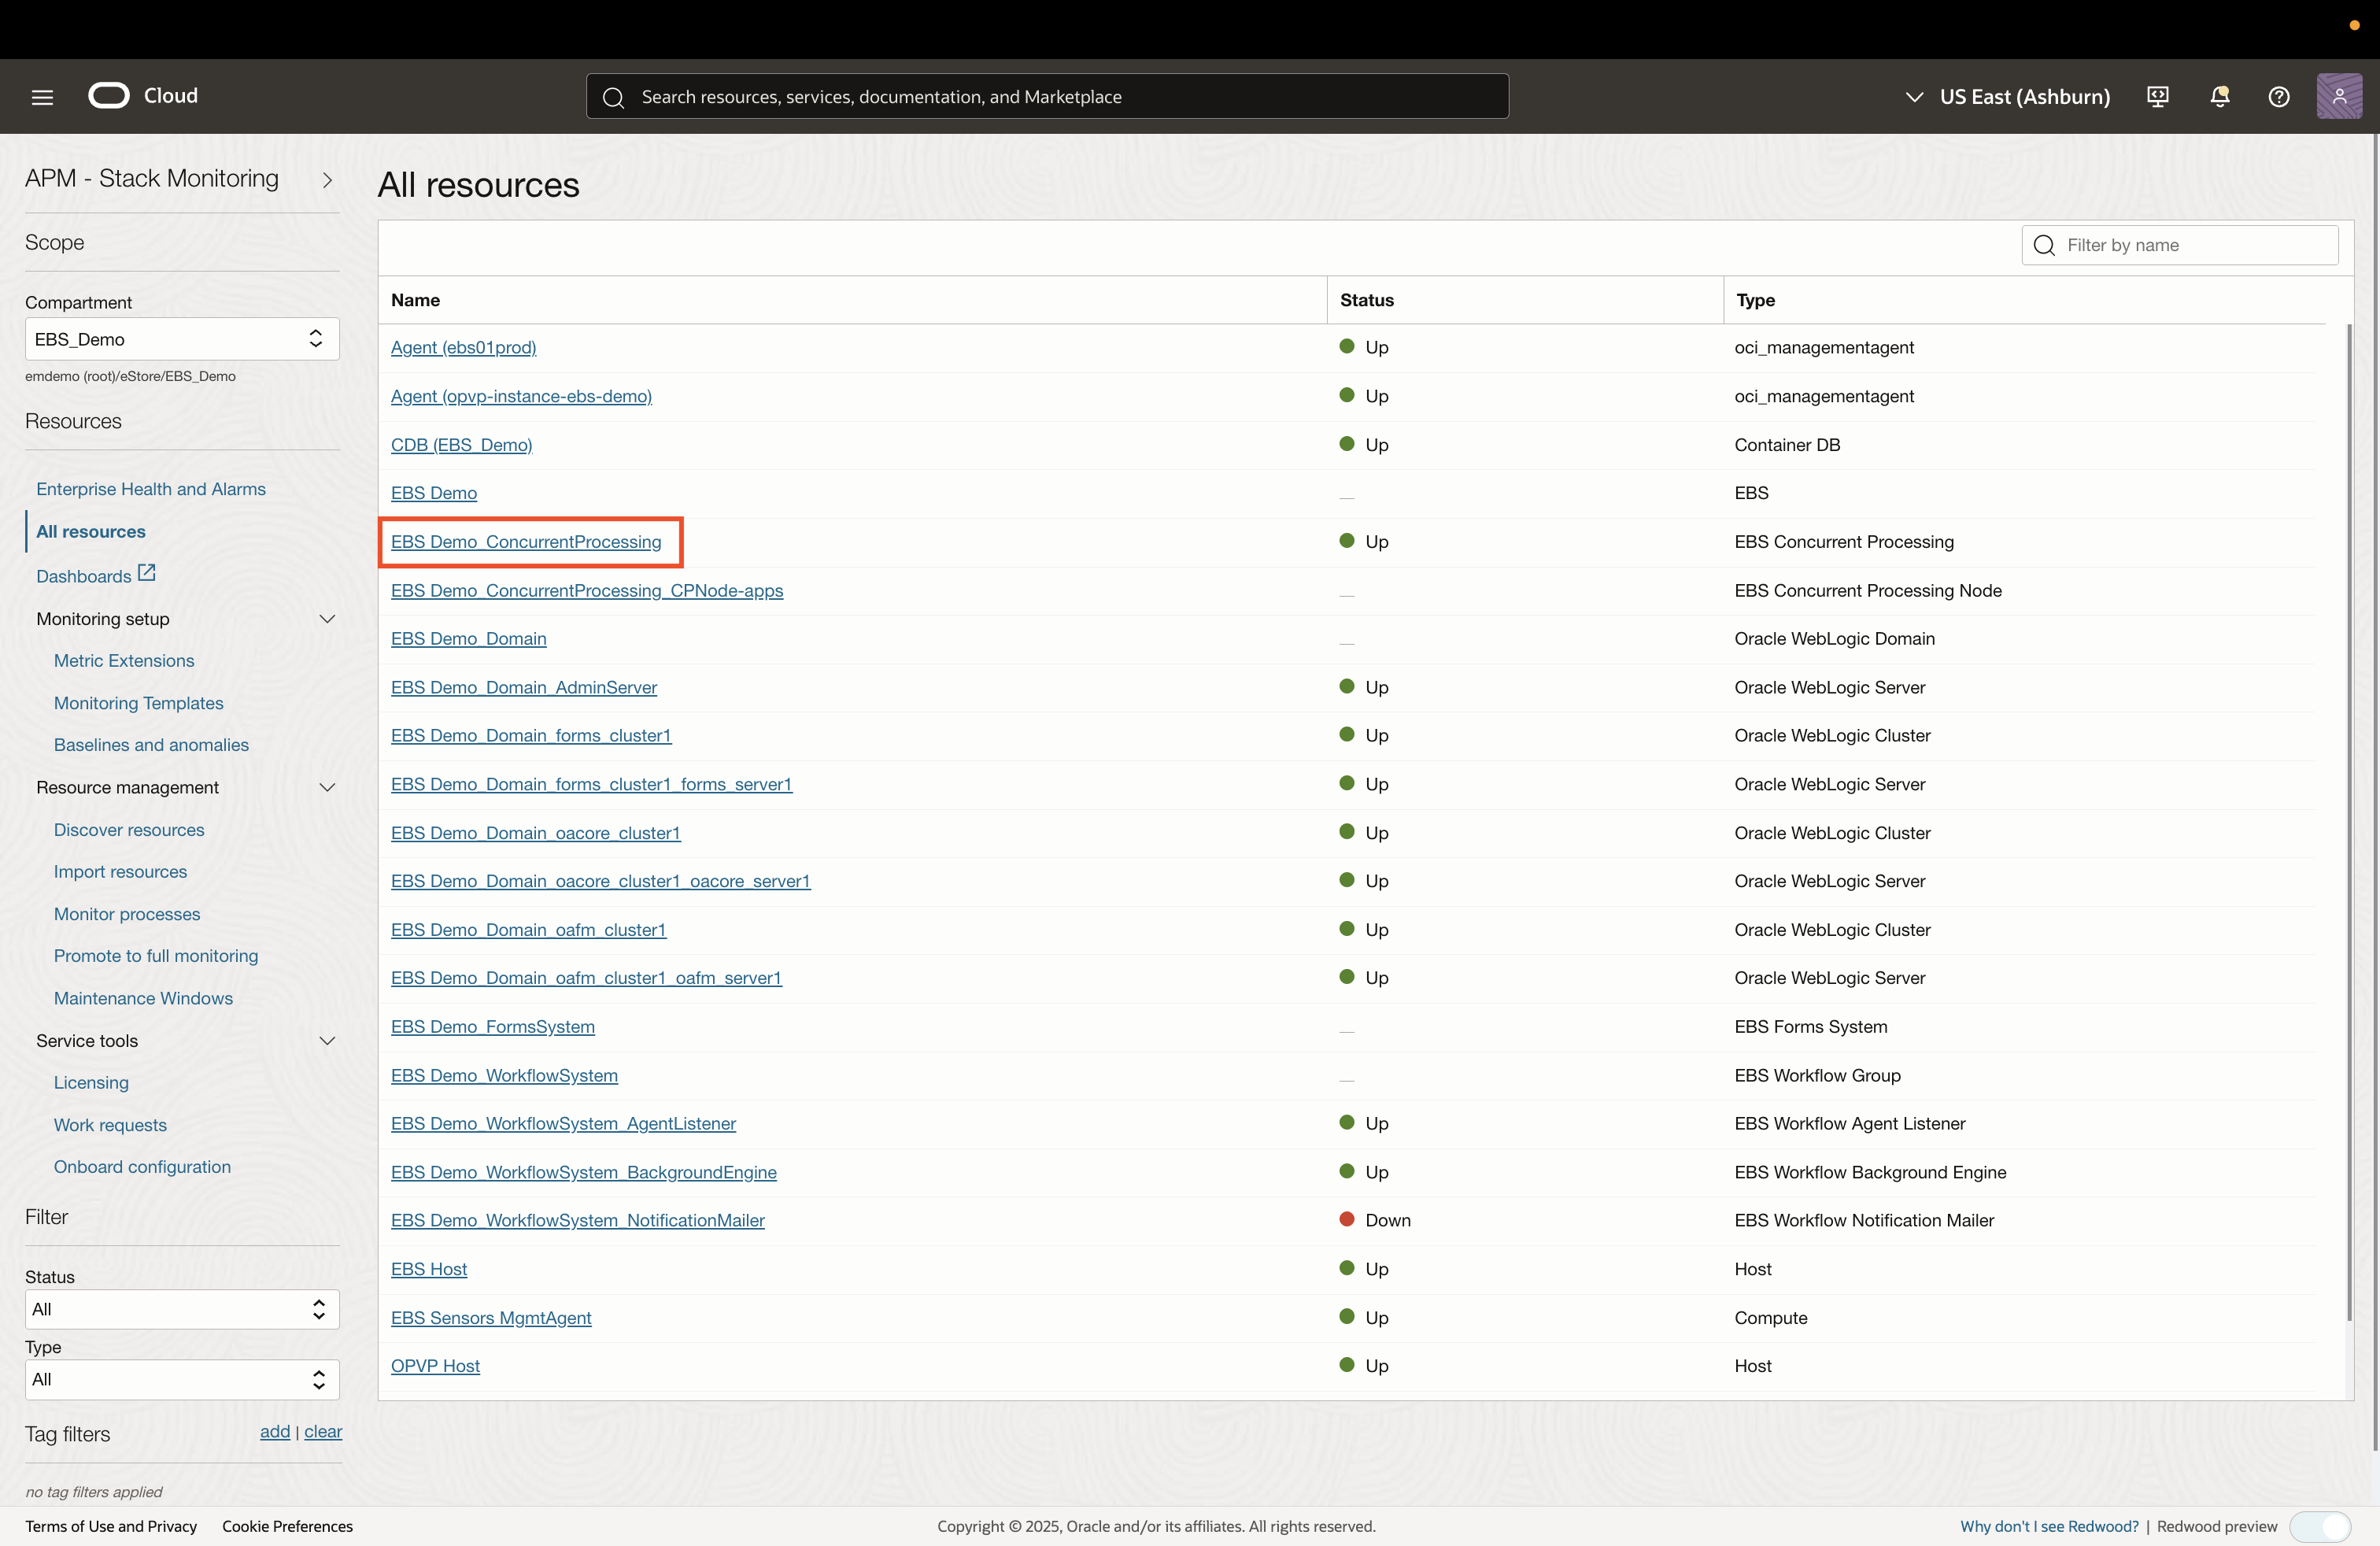 Cloud
Search resources, services, documentation, and Marketplace
US East (Ashburn)
APM - Stack Monitoring
Scope
Compartment
EBS_Demo
emdemo (root)/eStore/EBS_Demo
Resources
Enterprise Health and Alarms
All resources
Dashboards
Monitoring setup
Metric Extensions
Monitoring Templates
Baselines and anomalies
Resource management
Discover resources
Import resources
Monitor processes
Promote to full monitoring
Maintenance Windows
Service tools
Licensing
Work requests
Onboard configuration
Filter
Status
All
Type
All
Tag filters add | clear
no tag filters applied
All resources
Filter by name
Name Status Type
Agent (ebs01prod) Up oci_managementagent
Agent (opvp-instance-ebs-demo) Up oci_managementagent
CDB (EBS_Demo) Up Container DB
EBS Demo — EBS
EBS Demo_ConcurrentProcessing Up EBS Concurrent Processing
EBS Demo_ConcurrentProcessing_CPNode-apps — EBS Concurrent Processing Node
EBS Demo_Domain — Oracle WebLogic Domain
EBS Demo_Domain_AdminServer Up Oracle WebLogic Server
EBS Demo_Domain_forms_cluster1 Up Oracle WebLogic Cluster
EBS Demo_Domain_forms_cluster1_forms_server1 Up Oracle WebLogic Server
EBS Demo_Domain_oacore_cluster1 Up Oracle WebLogic Cluster
EBS Demo_Domain_oacore_cluster1_oacore_server1 Up Oracle WebLogic Server
EBS Demo_Domain_oafm_cluster1 Up Oracle WebLogic Cluster
EBS Demo_Domain_oafm_cluster1_oafm_server1 Up Oracle WebLogic Server
EBS Demo_FormsSystem — EBS Forms System
EBS Demo_WorkflowSystem — EBS Workflow Group
EBS Demo_WorkflowSystem_AgentListener Up EBS Workflow Agent Listener
EBS Demo_WorkflowSystem_BackgroundEngine Up EBS Workflow Background Engine
EBS Demo_WorkflowSystem_NotificationMailer Down EBS Workflow Notification Mailer
EBS Host Up Host
EBS Sensors MgmtAgent Up Compute
OPVP Host Up Host
Terms of Use and Privacy Cookie Preferences
Copyright © 2025, Oracle and/or its affiliates. All rights reserved.
Why don't I see Redwood? | Redwood preview